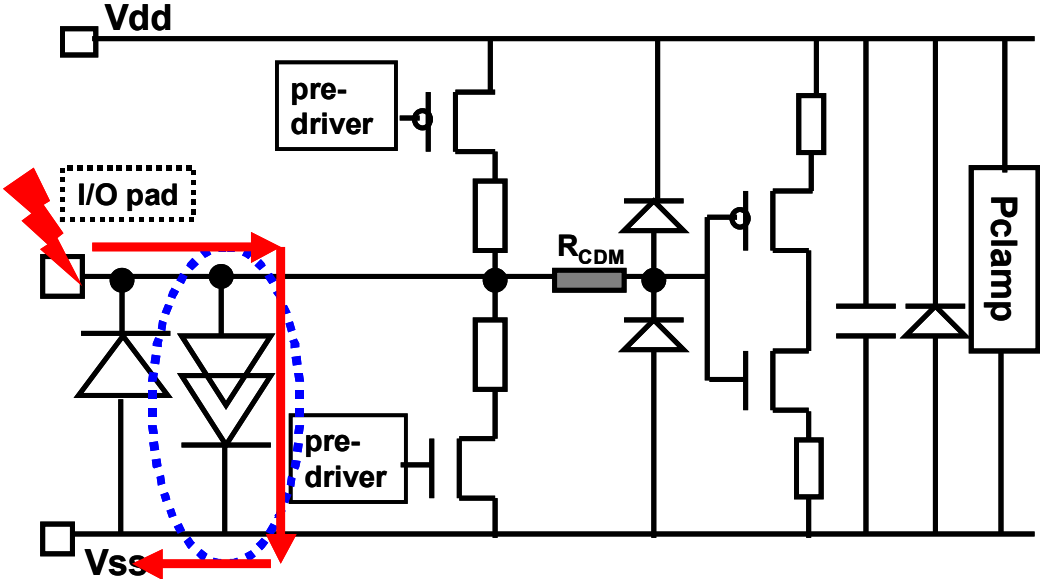 Vdd
pre-
driver
I/O pad
RCDM
Pclamp
pre-
driver
Vss